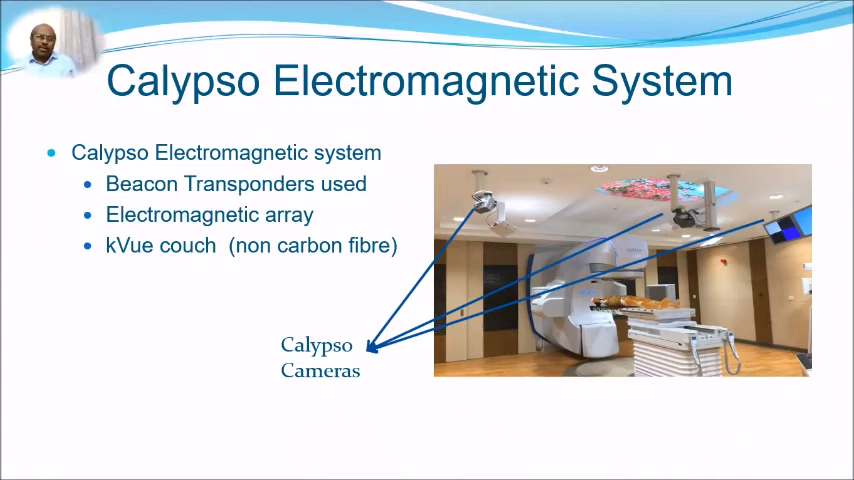 Calypso Electromagnetic System
Calypso Electromagnetic system
Beacon Transponders used
Electromagnetic array
kVue couch (non carbon fibre)
Calypso
Cameras